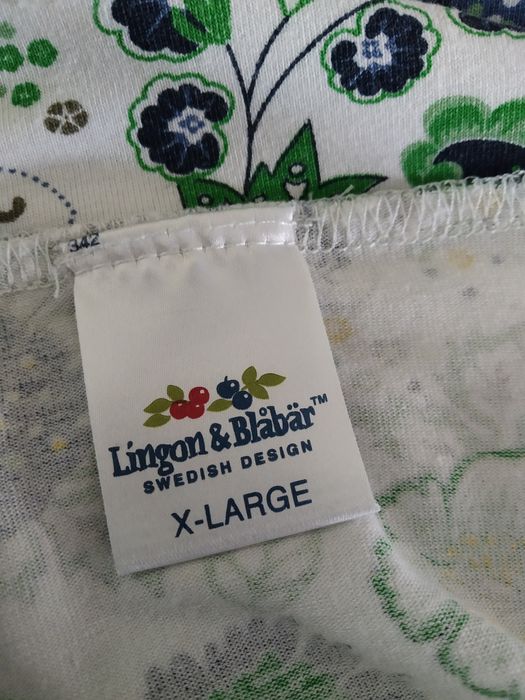 342
Lingon & Blåbär™
SWEDISH DESIGN
X-LARGE